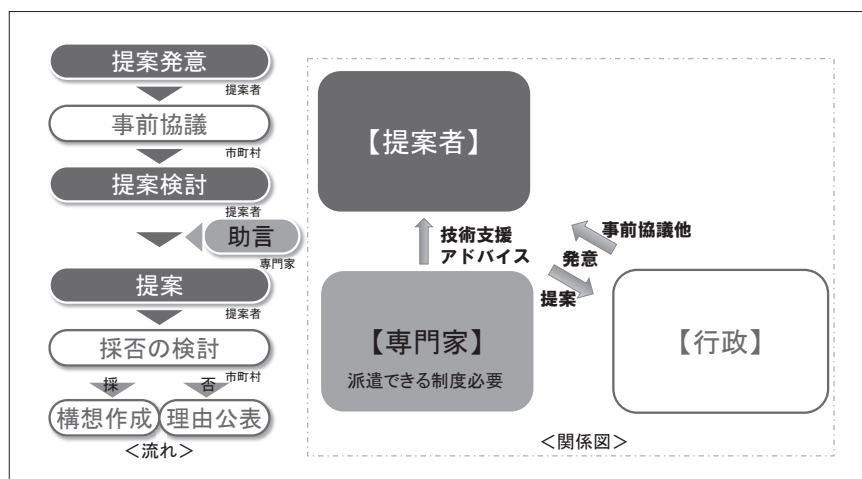 提案発意
提案者
事前協議
市町村
提案検討
提案者
助言
専門家
提案
提案者
採否の検討
市町村
採
否
構想作成
理由公表
<流れ>
【提案者】
技術支援
アドバイス
事前協議他
発意
提案
【専門家】
派遣できる制度必要
【行政】
<関係図>